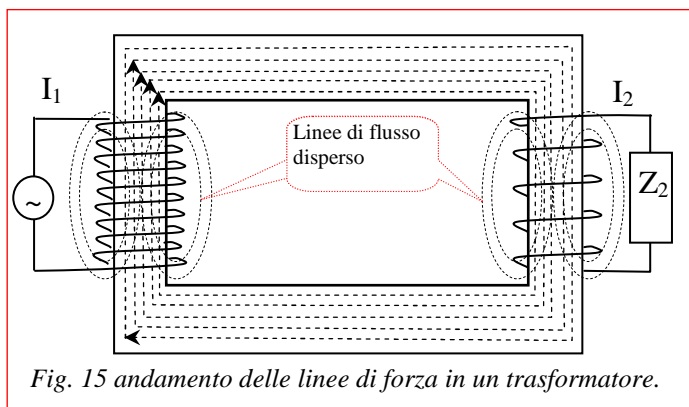 I1
I2
Linee di flusso
disperso
~
Z2
Fig. 15 andamento delle linee di forza in un trasformatore.